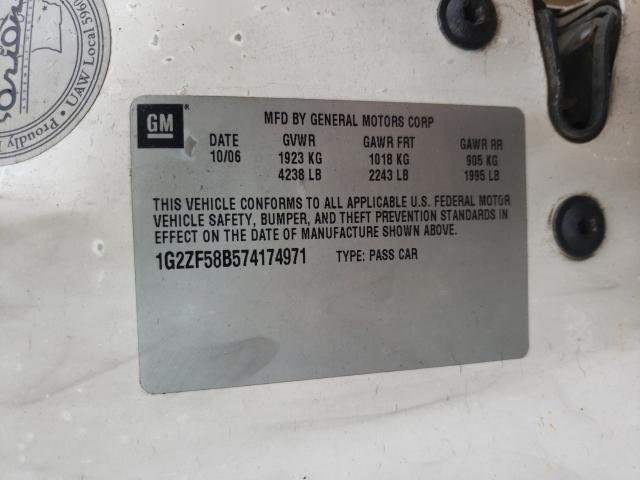 Orion
Proudly
UAW Local 5960
GM
MFD BY GENERAL MOTORS CORP
DATE GVWR GAWR FRT GAWR RR
10/06 1923 KG 1018 KG 905 KG
4238 LB 2243 LB 1995 LB
THIS VEHICLE CONFORMS TO ALL APPLICABLE U.S. FEDERAL MOTOR
VEHICLE SAFETY, BUMPER, AND THEFT PREVENTION STANDARDS IN
EFFECT ON THE DATE OF MANUFACTURE SHOWN ABOVE.
1G2ZF58B574174971 TYPE: PASS CAR